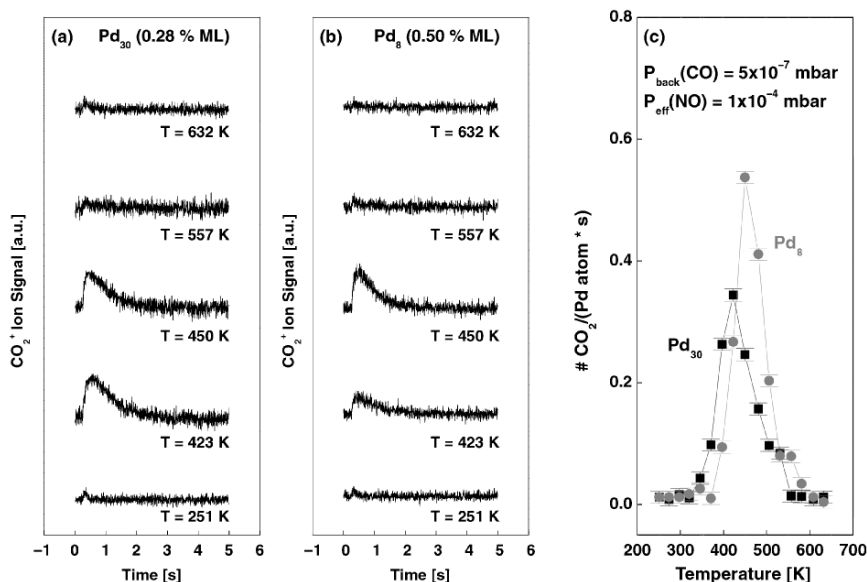 (a) Pd30 (0.28 % ML)
T = 632 K
T = 557 K
T = 450 K
T = 423 K
T = 251 K
CO2+ Ion Signal [a.u.]
−1 0 1 2 3 4 5 6
Time [s]
(b) Pd8 (0.50 % ML)
T = 632 K
T = 557 K
T = 450 K
T = 423 K
T = 251 K
CO2+ Ion Signal [a.u.]
−1 0 1 2 3 4 5 6
Time [s]
(c)
Pback(CO) = 5x10−7 mbar
Peff(NO) = 1x10−4 mbar
Pd8
Pd30
# CO2/(Pd atom * s)
0.8
0.6
0.4
0.2
0.0
200 300 400 500 600 700
Temperature [K]